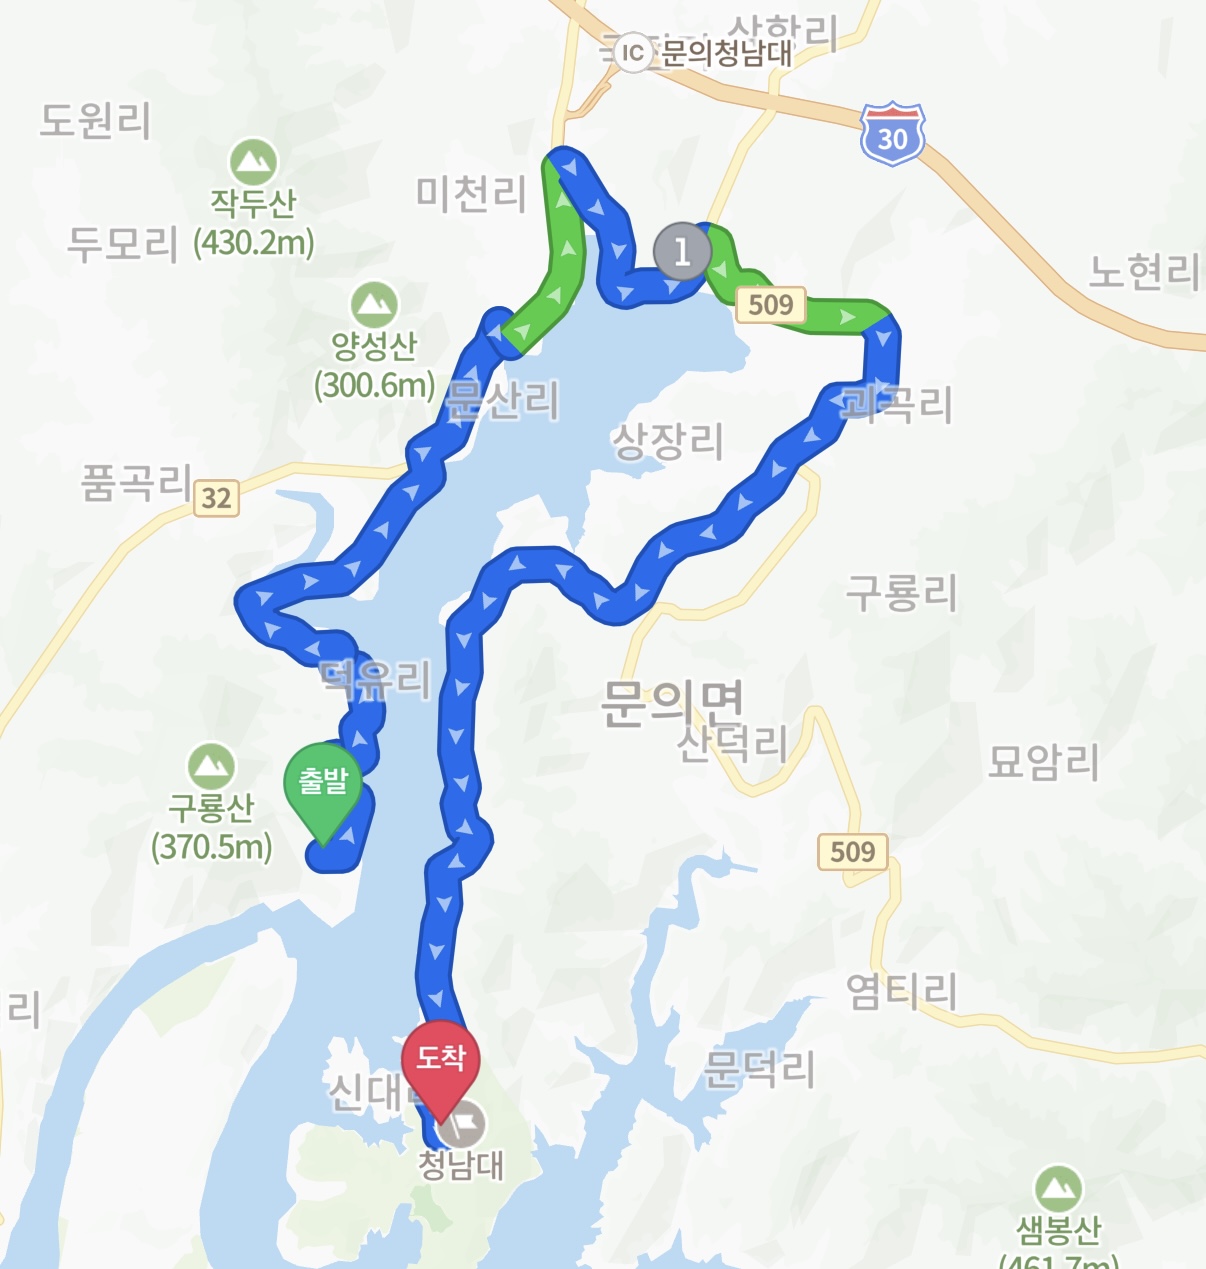 상항리
IC 문의청남대
도원리
30
작두산
(430.2m)
미천리
두모리
1
노현리
509
양성산
(300.6m)
문산리
괴곡리
상장리
품곡리
32
구룡리
덕유리
문의면
산덕리
묘암리
출발
구룡산
(370.5m)
509
리
염티리
도착
신대
문덕리
청남대
샘봉산
(461.7m)